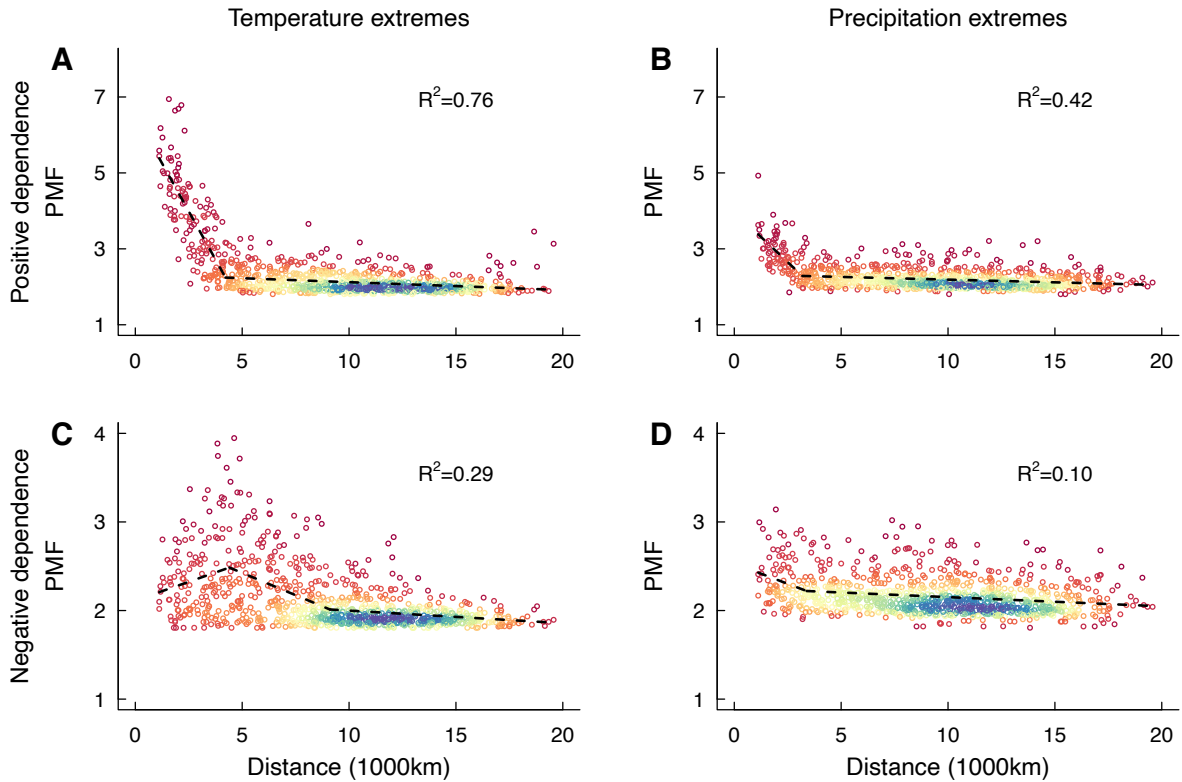 Temperature extremes
Precipitation extremes
A
Positive dependence
PMF
7
5
3
1
R²=0.76
0 5 10 15 20
B
PMF
7
5
3
1
R²=0.42
0 5 10 15 20
C
Negative dependence
PMF
4
3
2
1
R²=0.29
0 5 10 15 20
Distance (1000km)
D
PMF
4
3
2
1
R²=0.10
0 5 10 15 20
Distance (1000km)